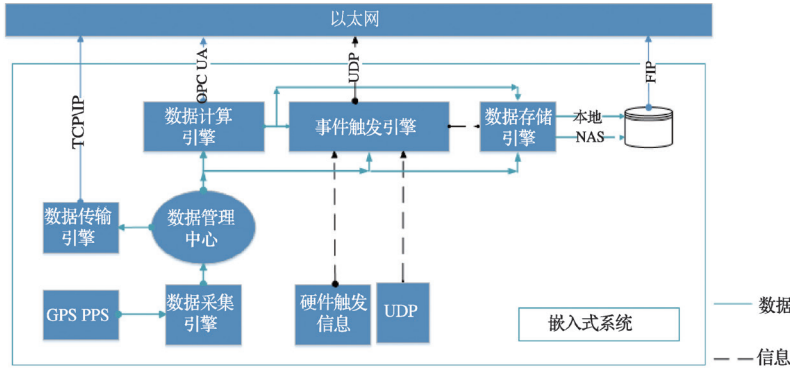 以太网
TCP\IP
OPC UA
UDP
FIP
数据计算
引擎
事件触发引擎
数据存储
引擎
本地
NAS
数据传输
引擎
数据管理
中心
GPS PPS
数据采集
引擎
硬件触发
信息
UDP
嵌入式系统
数据
信息